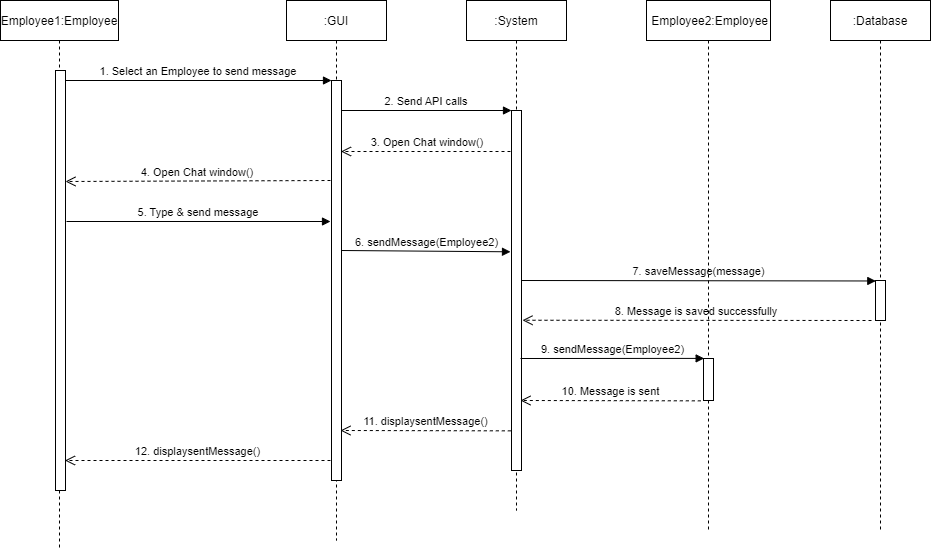 Employee1:Employee
:GUI
:System
Employee2:Employee
:Database
1. Select an Employee to send message
2. Send API calls
3. Open Chat window()
4. Open Chat window()
5. Type & send message
6. sendMessage(Employee2)
7. saveMessage(message)
8. Message is saved successfully
9. sendMessage(Employee2)
10. Message is sent
11. displaysentMessage()
12. displaysentMessage()